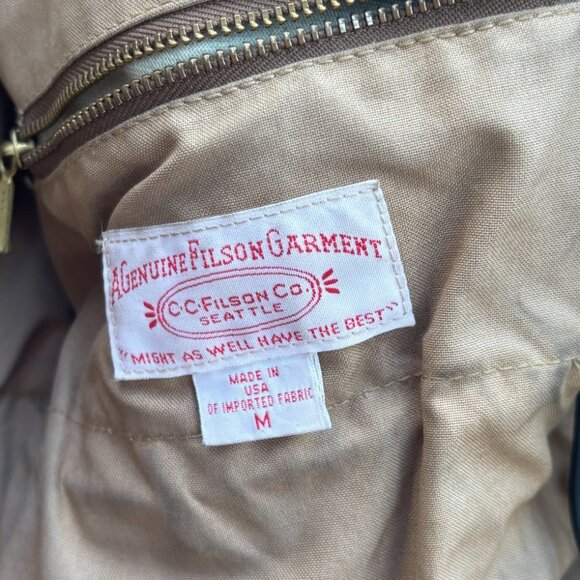 A GENUINE FILSON GARMENT
C·C·FILSON CO.
SEATTLE
"MIGHT AS WELL HAVE THE BEST"
MADE IN
USA
OF IMPORTED FABRIC
M